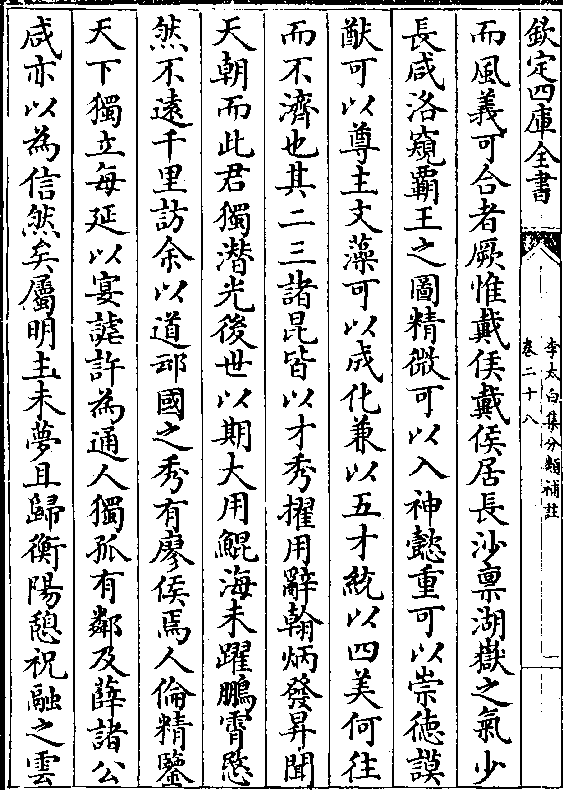 欽定四庫全書
李太白集分類補註
卷二十八
一
而風義可合者厥惟戴侯戴侯居長沙禀湖嶽之氣少
長咸洛窺霸王之圖精微可以入神懿重可以崇徳謨
猷可以尊主文藻可以成化兼以五才統以四美何往
而不濟也其二三諸昆皆以才秀擢用辭翰炳發昇聞
天朝而此君獨潜光後世以期大用鯤海未躍鵬霄悠
然不遠千里訪余以道邵國之秀有廖侯焉人倫精鑒
天下獨立每延以宴謔許為通人獨孤有鄰及薛諸公
咸亦以為信然矣屬明主未夢且歸衡陽憩祝融之雲